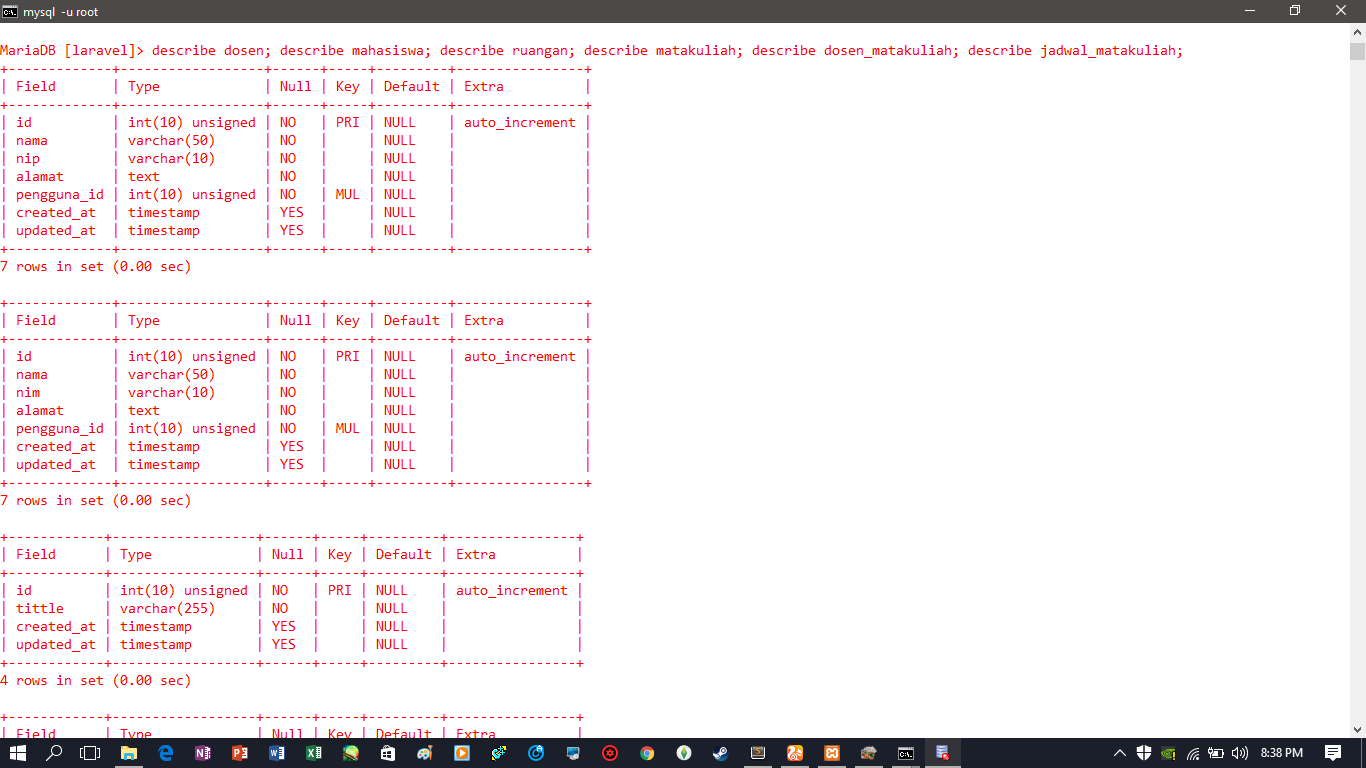 mysql -u root
MariaDB [laravel]> describe dosen; describe mahasiswa; describe ruangan; describe matakuliah; describe dosen_matakuliah; describe jadwal_matakuliah;
+-------------+------------------+------+-----+---------+----------------+
| Field       | Type             | Null | Key | Default | Extra          |
+-------------+------------------+------+-----+---------+----------------+
| id          | int(10) unsigned | NO   | PRI | NULL    | auto_increment |
| nama        | varchar(50)      | NO   |     | NULL    |                |
| nip         | varchar(10)      | NO   |     | NULL    |                |
| alamat      | text             | NO   |     | NULL    |                |
| pengguna_id | int(10) unsigned | NO   | MUL | NULL    |                |
| created_at  | timestamp        | YES  |     | NULL    |                |
| updated_at  | timestamp        | YES  |     | NULL    |                |
+-------------+------------------+------+-----+---------+----------------+
7 rows in set (0.00 sec)
+-------------+------------------+------+-----+---------+----------------+
| Field       | Type             | Null | Key | Default | Extra          |
+-------------+------------------+------+-----+---------+----------------+
| id          | int(10) unsigned | NO   | PRI | NULL    | auto_increment |
| nama        | varchar(50)      | NO   |     | NULL    |                |
| nim         | varchar(10)      | NO   |     | NULL    |                |
| alamat      | text             | NO   |     | NULL    |                |
| pengguna_id | int(10) unsigned | NO   | MUL | NULL    |                |
| created_at  | timestamp        | YES  |     | NULL    |                |
| updated_at  | timestamp        | YES  |     | NULL    |                |
+-------------+------------------+------+-----+---------+----------------+
7 rows in set (0.00 sec)
+------------+------------------+------+-----+---------+----------------+
| Field      | Type             | Null | Key | Default | Extra          |
+------------+------------------+------+-----+---------+----------------+
| id         | int(10) unsigned | NO   | PRI | NULL    | auto_increment |
| tittle     | varchar(255)     | NO   |     | NULL    |                |
| created_at | timestamp        | YES  |     | NULL    |                |
| updated_at | timestamp        | YES  |     | NULL    |                |
+------------+------------------+------+-----+---------+----------------+
4 rows in set (0.00 sec)
+------------+------------------+------+-----+---------+----------------+
| Field      | Type             | Null | Key | Default | Extra          |
8:38 PM